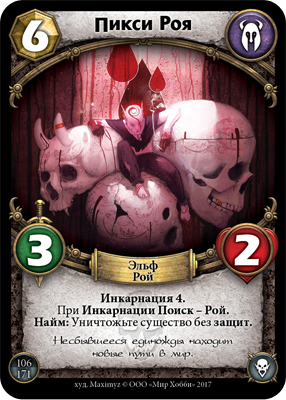 6
Пикси Роя
3
2
Эльф
Рой
Инкарнация 4.
При Инкарнации Поиск – Рой.
Найм: Уничтожьте существо без защит.
Несбывшееся единожды находит
новые пути в мир.
106
171
худ. Maximyz © ООО «Мир Хобби» 2017